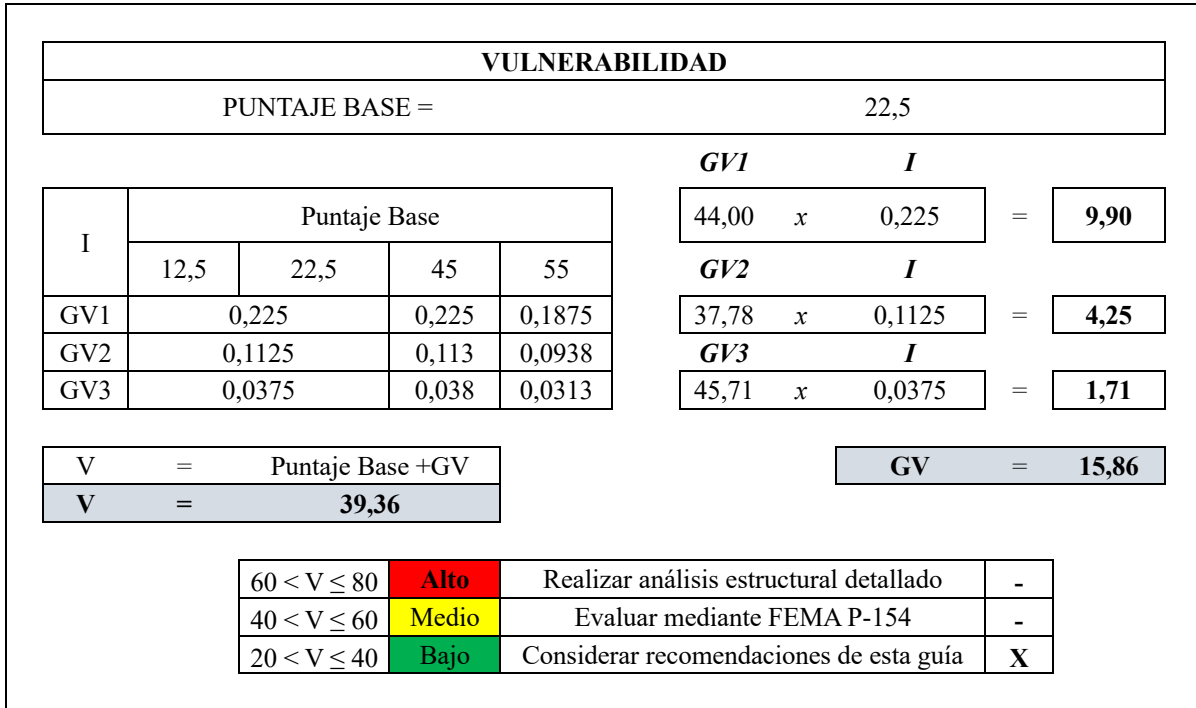 VULNERABILIDAD
PUNTAJE BASE = 22,5
GV1 I
I Puntaje Base 44,00 x 0,225 = 9,90
12,5 22,5 45 55 GV2 I
GV1 0,225 0,225 0,1875 37,78 x 0,1125 = 4,25
GV2 0,1125 0,113 0,0938 GV3 I
GV3 0,0375 0,038 0,0313 45,71 x 0,0375 = 1,71
V = Puntaje Base +GV GV = 15,86
V = 39,36
60 < V ≤ 80 Alto Realizar análisis estructural detallado -
40 < V ≤ 60 Medio Evaluar mediante FEMA P-154 -
20 < V ≤ 40 Bajo Considerar recomendaciones de esta guía X